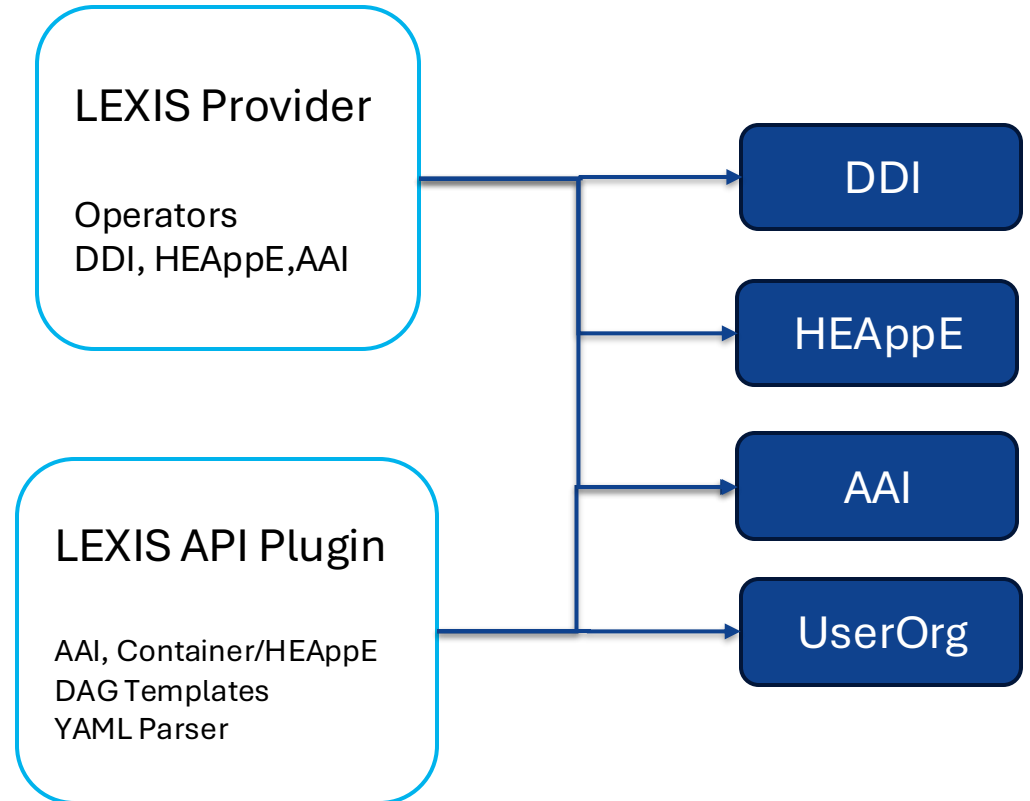 LEXIS Provider
Operators
DDI, HEAppE,AAI
LEXIS API Plugin
AAI, Container/HEAppE
DAG Templates
YAML Parser
DDI
HEAppE
AAI
UserOrg